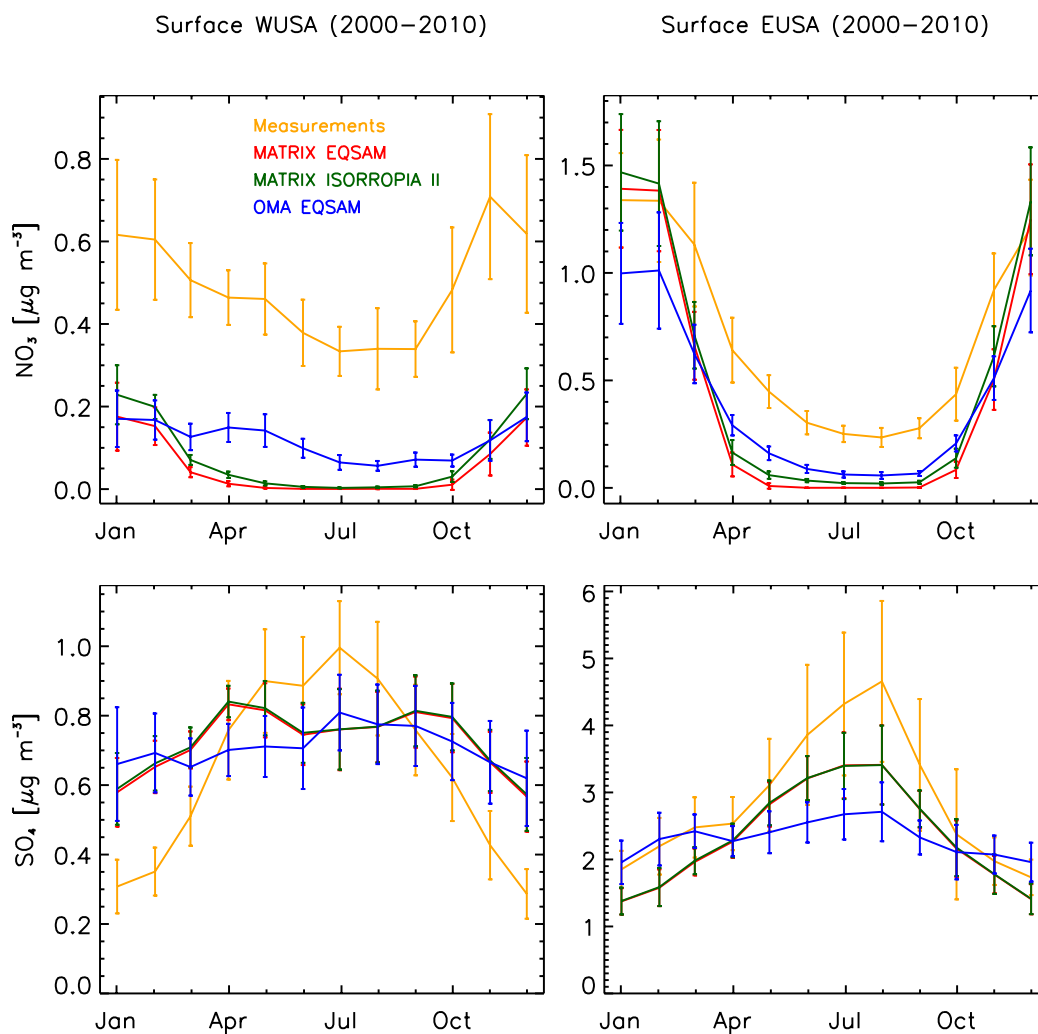 Surface WUSA (2000−2010)
Surface EUSA (2000−2010)
NO₃ [μg m⁻³]
0.8
0.6
0.4
0.2
0.0
Measurements
MATRIX EQSAM
MATRIX ISORROPIA II
OMA EQSAM
Jan Apr Jul Oct
1.5
1.0
0.5
0.0
Jan Apr Jul Oct
SO₄ [μg m⁻³]
1.0
0.8
0.6
0.4
0.2
0.0
Jan Apr Jul Oct
6
5
4
3
2
1
0
Jan Apr Jul Oct